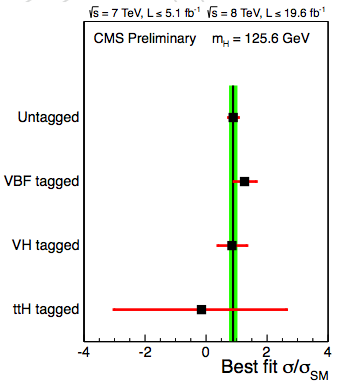 √s = 7 TeV, L ≤ 5.1 fb⁻¹ √s = 8 TeV, L ≤ 19.6 fb⁻¹
CMS Preliminary m_H = 125.6 GeV
Untagged
VBF tagged
VH tagged
ttH tagged
-4 -2 0 2 4
Best fit σ/σ_SM